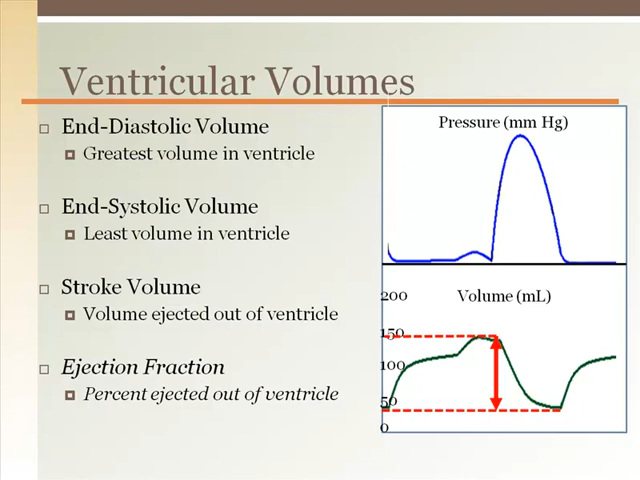 Ventricular Volumes
End-Diastolic Volume
Greatest volume in ventricle
End-Systolic Volume
Least volume in ventricle
Stroke Volume
Volume ejected out of ventricle
Ejection Fraction
Percent ejected out of ventricle
Pressure (mm Hg)
Volume (mL)
200
150
100
50
0